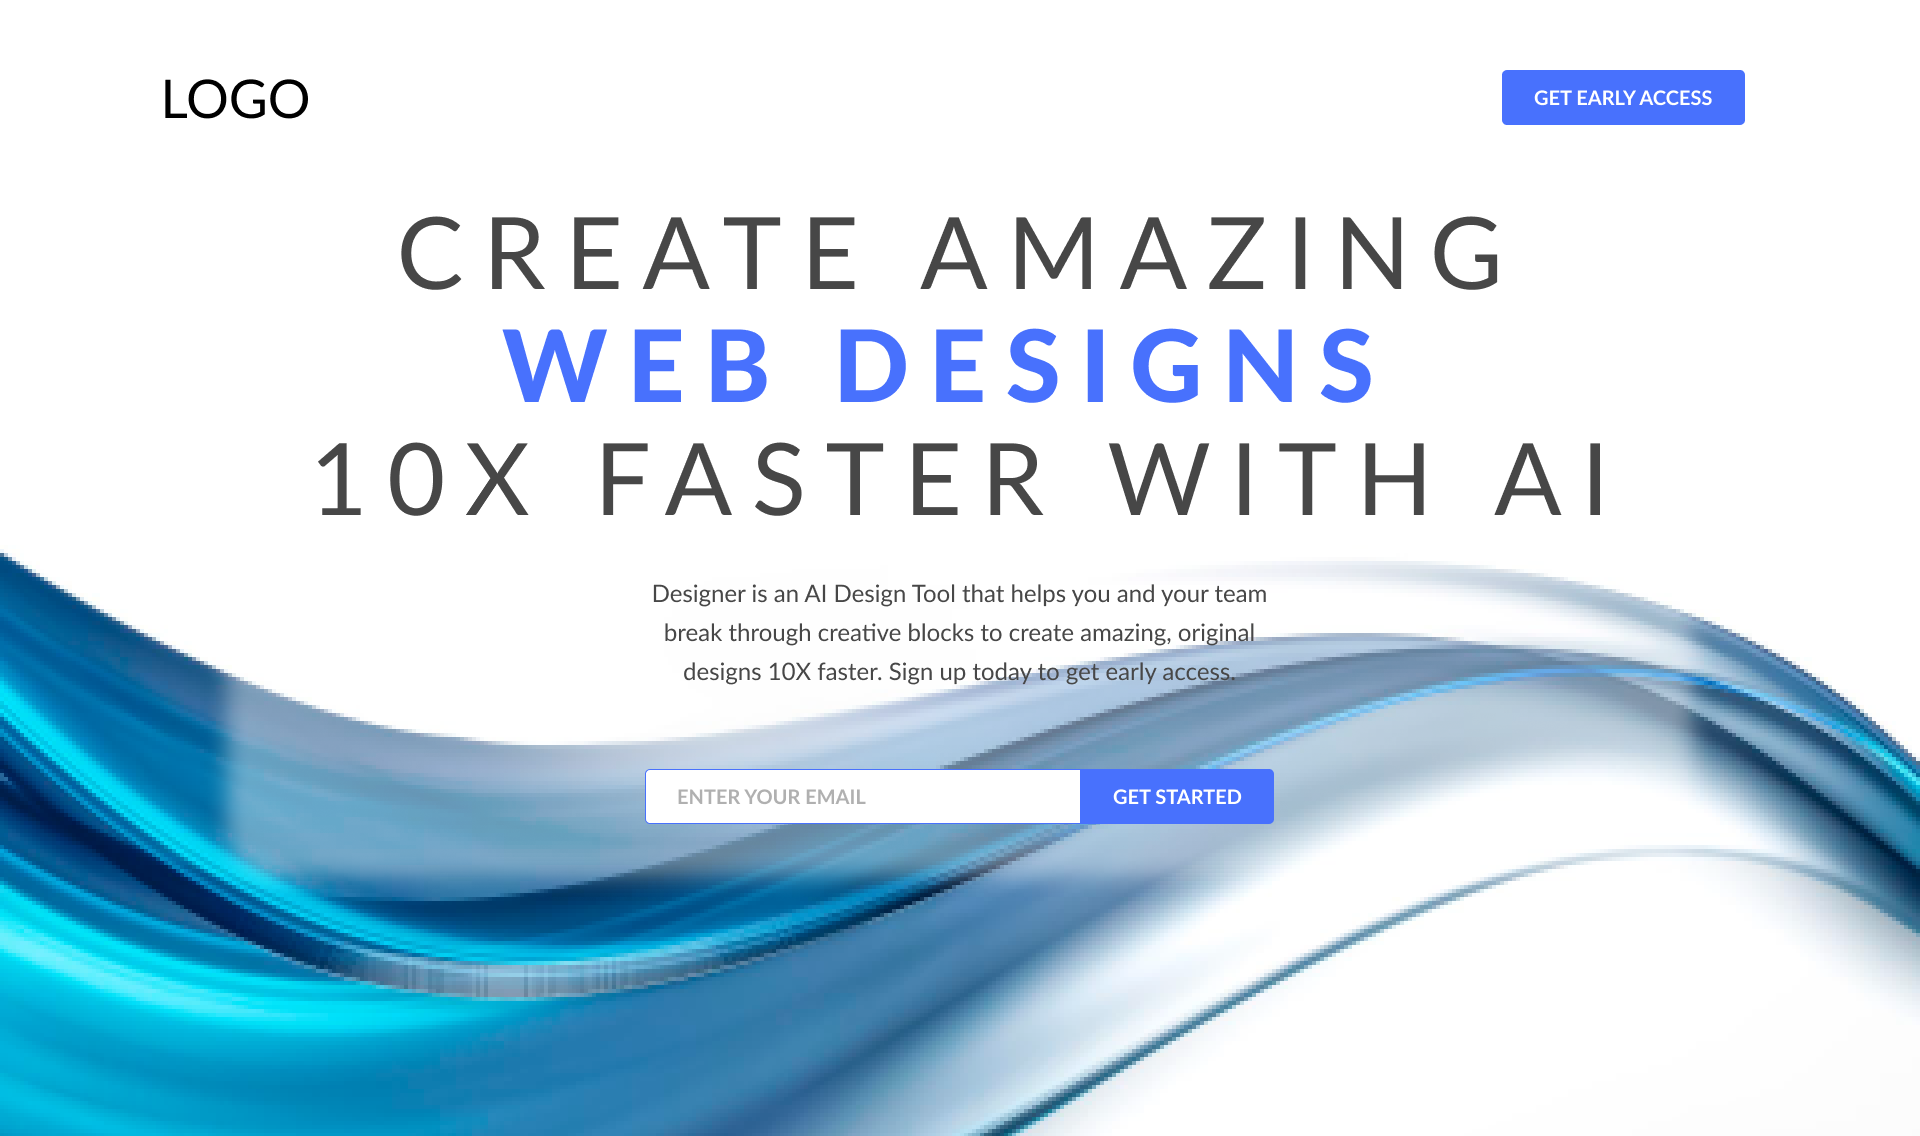 LOGO
GET EARLY ACCESS
CREATE AMAZING
WEB DESIGNS
10X FASTER WITH AI
Designer is an AI Design Tool that helps you and your team
break through creative blocks to create amazing, original
designs 10X faster. Sign up today to get early access.
ENTER YOUR EMAIL
GET STARTED